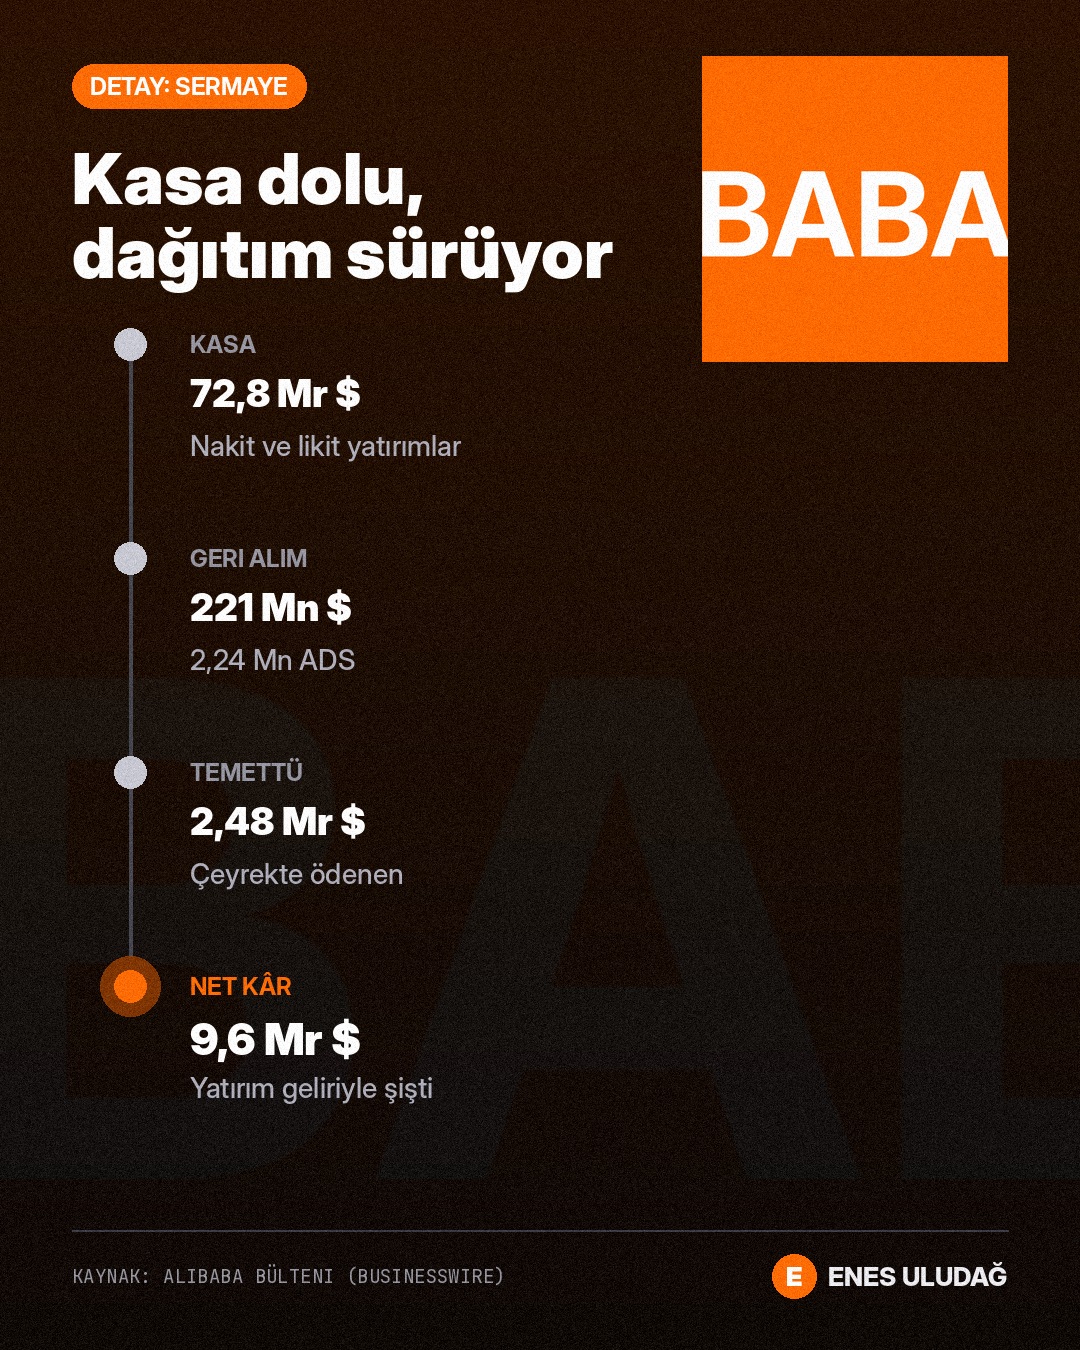 DETAY: SERMAYE
BABA
Kasa dolu,
dağıtım sürüyor
KASA
72,8 Mr $
Nakit ve likit yatırımlar
GERI ALIM
221 Mn $
2,24 Mn ADS
TEMETTÜ
2,48 Mr $
Çeyrekte ödenen
NET KÂR
9,6 Mr $
Yatırım geliriyle şişti
BAB
KAYNAK: ALIBABA BÜLTENI (BUSINESSWIRE)
E ENES ULUDAĞ